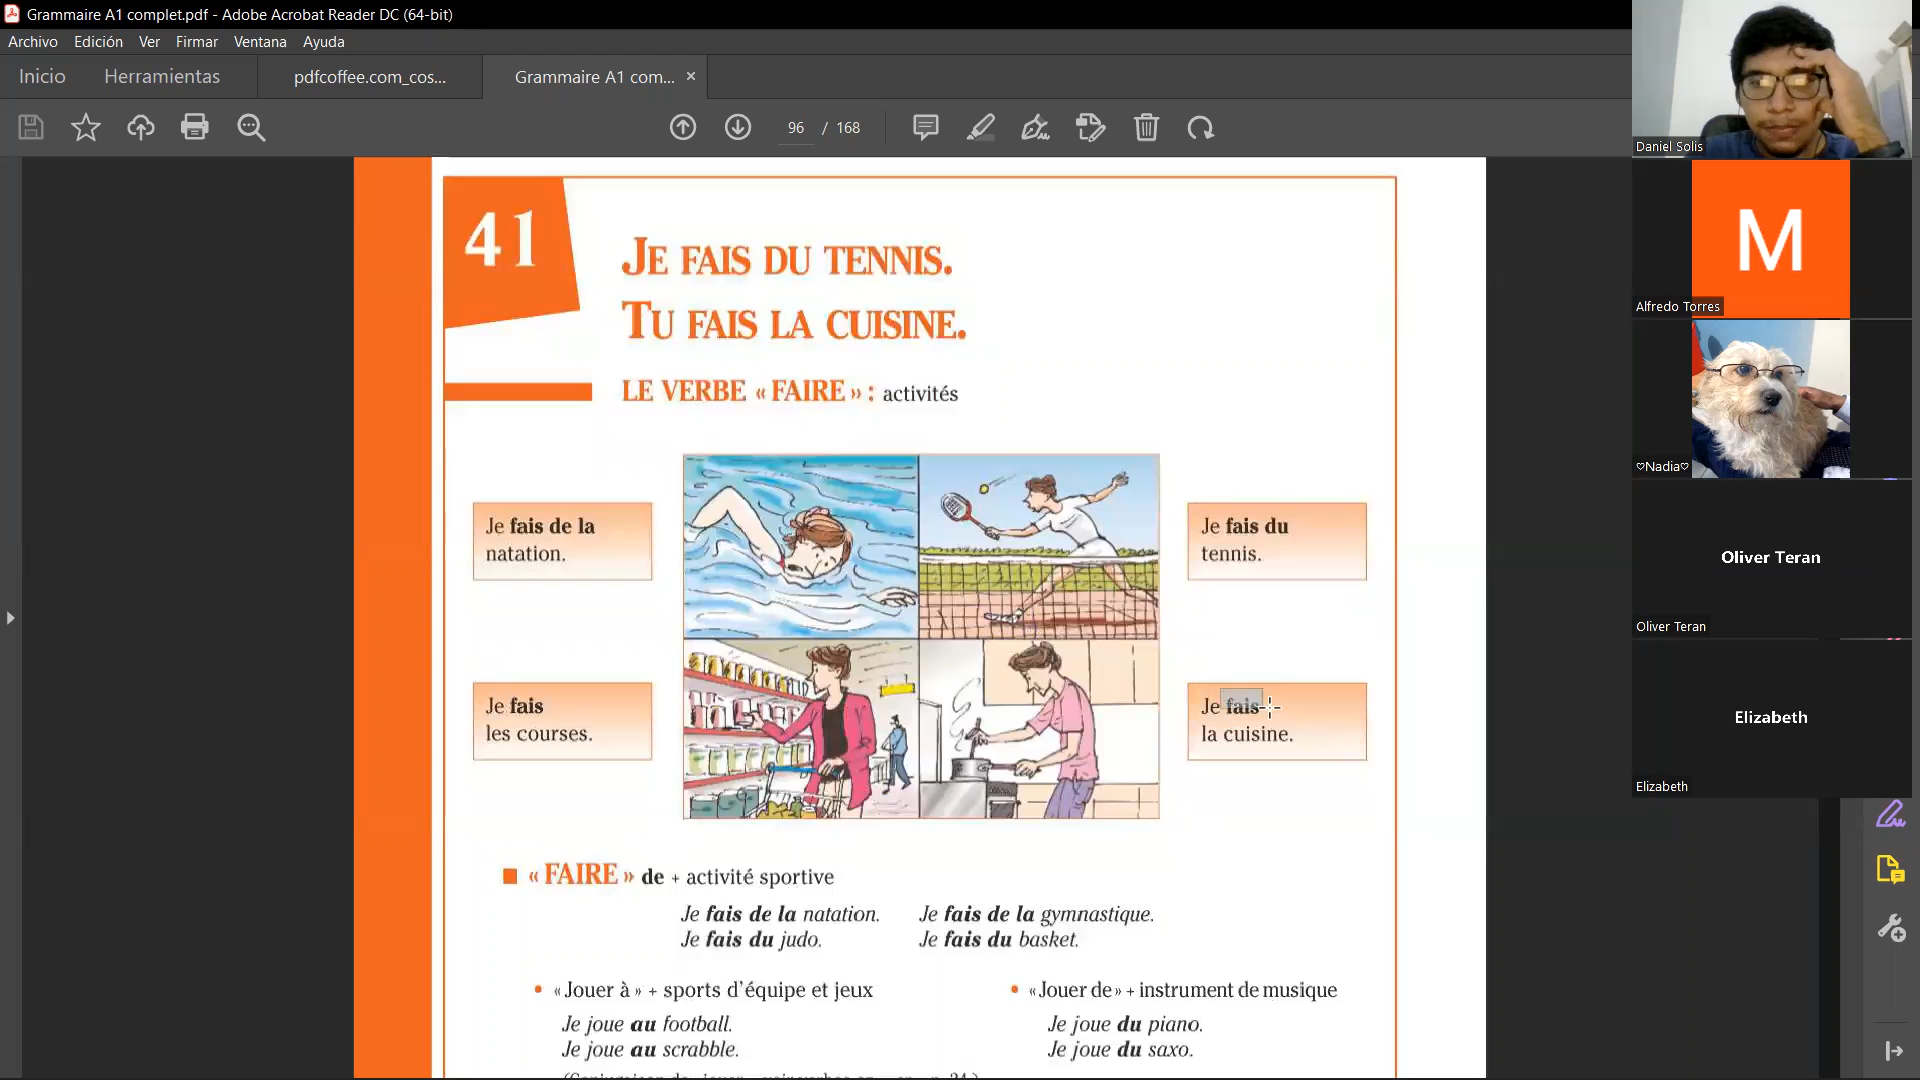 Grammaire A1 complet.pdf - Adobe Acrobat Reader DC (64-bit)
Archivo Edición Ver Firmar Ventana Ayuda
Inicio Herramientas pdfcoffee.com_cos... Grammaire A1 com... ×
96 / 168
41
JE FAIS DU TENNIS.
TU FAIS LA CUISINE.
LE VERBE « FAIRE » : activités
Je fais de la
natation.
Je fais du
tennis.
Je fais
les courses.
Je fais
la cuisine.
« FAIRE » de + activité sportive
Je fais de la natation. Je fais de la gymnastique.
Je fais du judo. Je fais du basket.
• «Jouer à» + sports d'équipe et jeux
Je joue au football.
Je joue au scrabble.
• «Jouer de» + instrument de musique
Je joue du piano.
Je joue du saxo.
Daniel Solis
M
Alfredo Torres
♡Nadia♡
Oliver Teran
Oliver Teran
Elizabeth
Elizabeth